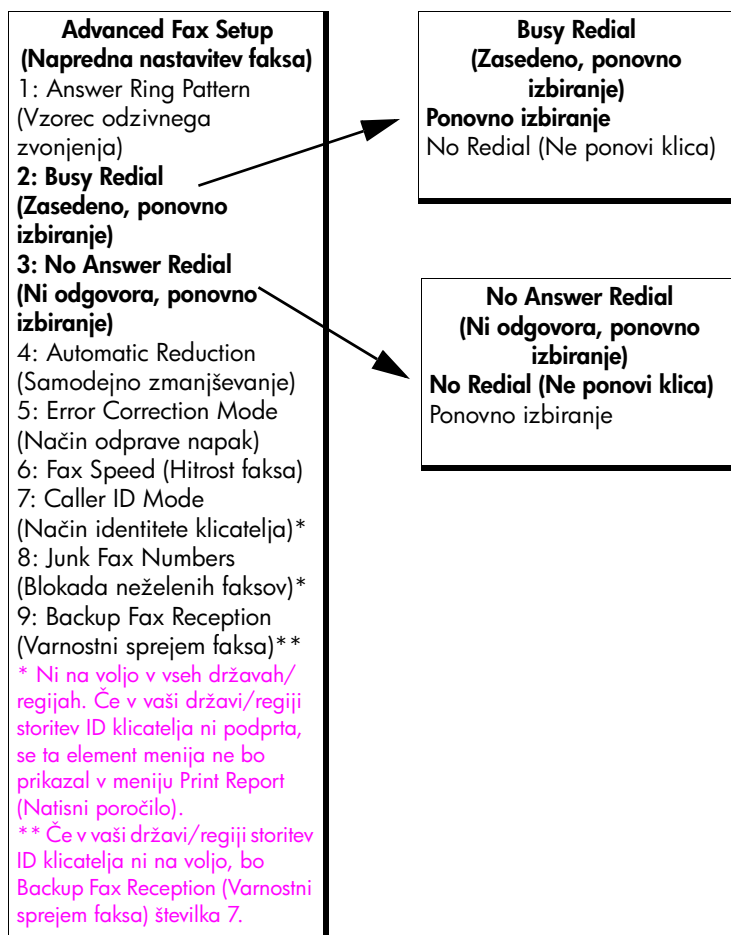 Advanced Fax Setup
(Napredna nastavitev faksa)
1: Answer Ring Pattern
(Vzorec odzivnega
zvonjenja)
2: Busy Redial
(Zasedeno, ponovno
izbiranje)
3: No Answer Redial
(Ni odgovora, ponovno
izbiranje)
4: Automatic Reduction
(Samodejno zmanjševanje)
5: Error Correction Mode
(Način odprave napak)
6: Fax Speed (Hitrost faksa)
7: Caller ID Mode
(Način identitete klicatelja)*
8: Junk Fax Numbers
(Blokada neželenih faksov)*
9: Backup Fax Reception
(Varnostni sprejem faksa)**
* Ni na voljo v vseh državah/
regijah. Če v vaši državi/regiji
storitev ID klicatelja ni podprta,
se ta element menija ne bo
prikazal v meniju Print Report
(Natisni poročilo).
** Če v vaši državi/regiji storitev
ID klicatelja ni na voljo, bo
Backup Fax Reception (Varnostni
sprejem faksa) številka 7.
Busy Redial
(Zasedeno, ponovno
izbiranje)
Ponovno izbiranje
No Redial (Ne ponovi klica)
No Answer Redial
(Ni odgovora, ponovno
izbiranje)
No Redial (Ne ponovi klica)
Ponovno izbiranje